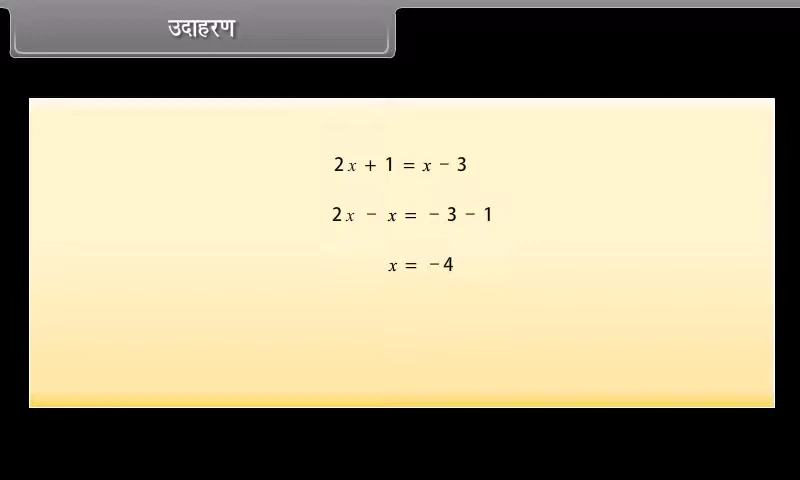 उदाहरण
2x + 1 = x − 3
2x − x = − 3 − 1
x = −4